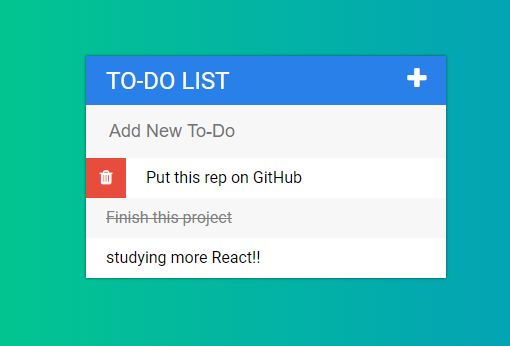 TO-DO LIST
Add New To-Do
Put this rep on GitHub
Finish this project
studying more React!!